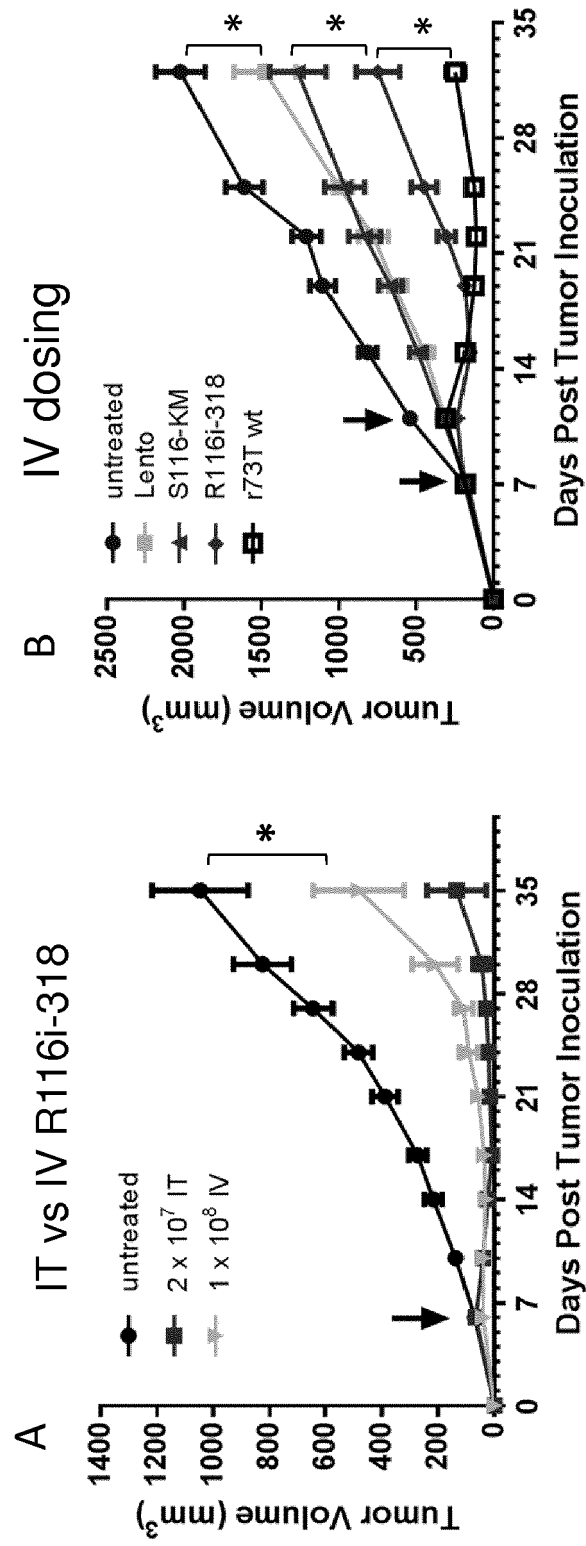 A
IT vs IV R116i-318
Tumor Volume (mm³)
1400
1200
1000
800
600
400
200
0
untreated
2 x 10⁷ IT
1 x 10⁸ IV
*
0
7
14
21
28
35
Days Post Tumor Inoculation
B
IV dosing
Tumor Volume (mm³)
2500
2000
1500
1000
500
0
untreated
Lento
S116-KM
R116i-318
r73T wt
*
*
*
0
7
14
21
28
35
Days Post Tumor Inoculation